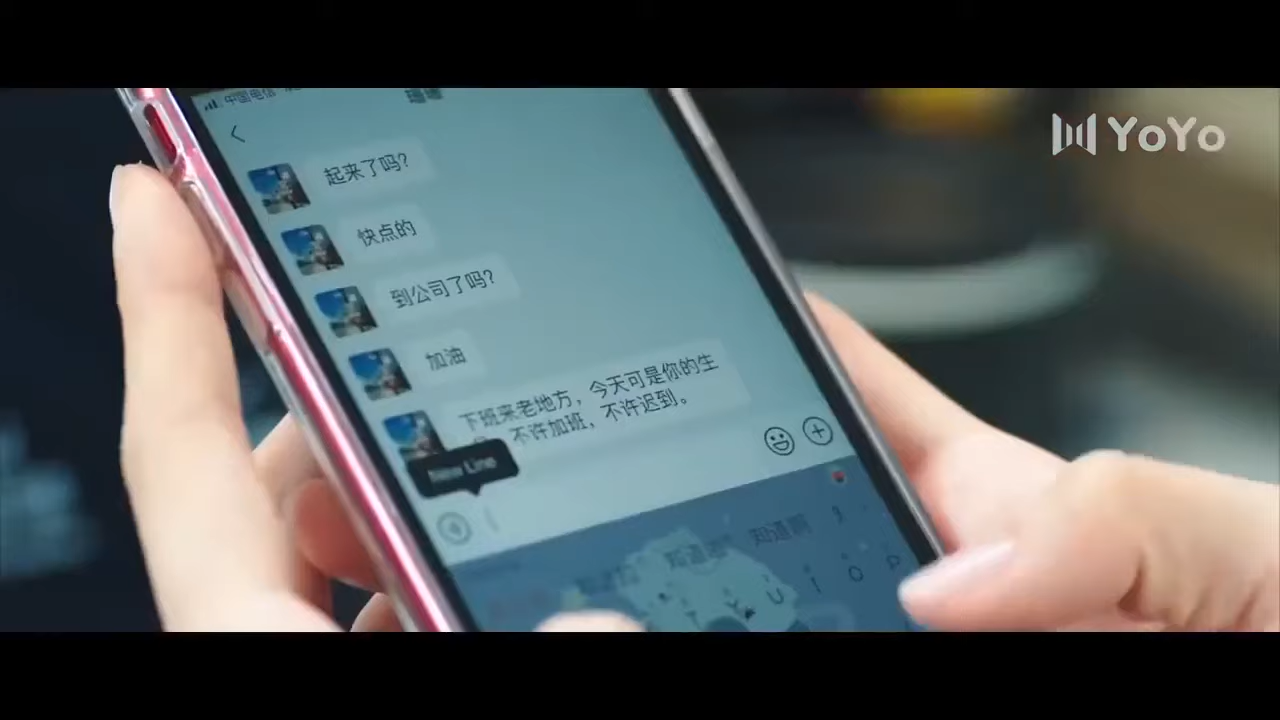 中国电信
YoYo
起来了吗?
快点的
到公司了吗?
加油
下班来老地方，今天可是你的生
不许加班，不许迟到。
New Line
知道啊
Y U I O P